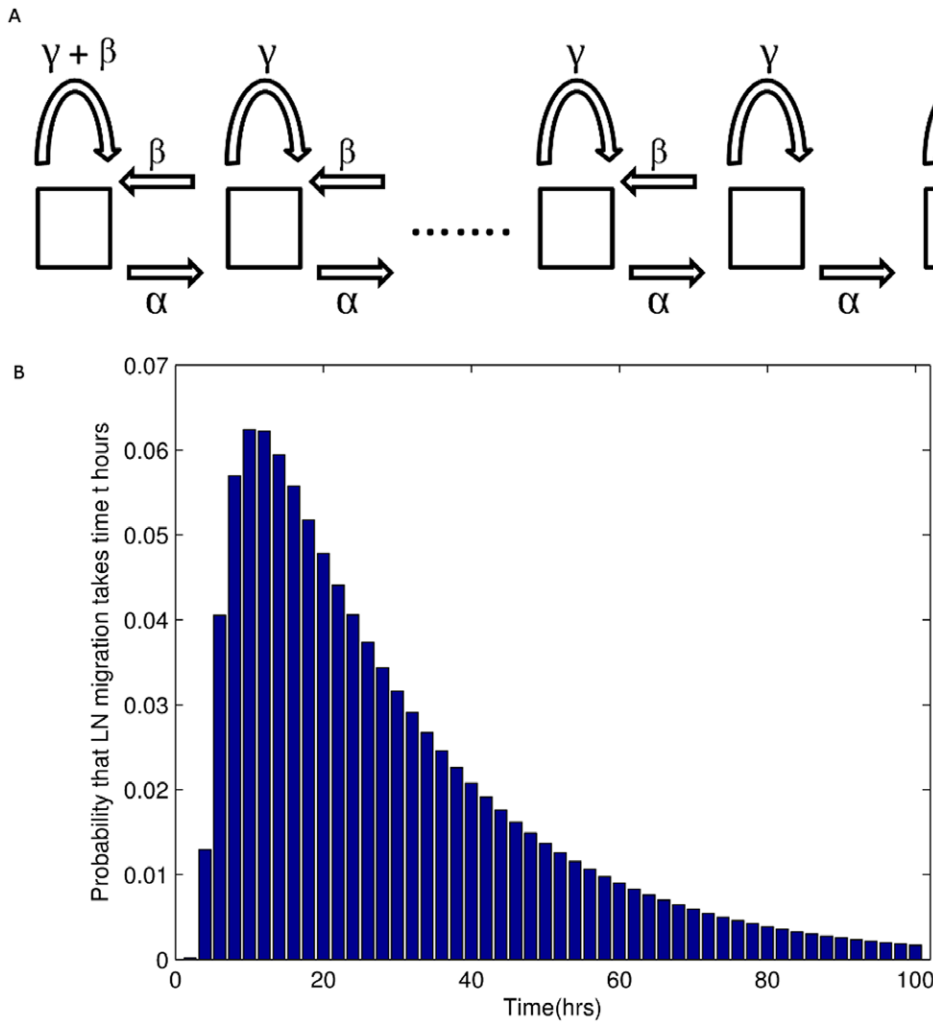 A
γ + β γ γ γ
β β β
α α α α
B
Probability that LN migration takes time t hours
0.07
0.06
0.05
0.04
0.03
0.02
0.01
0
0 20 40 60 80 100
Time(hrs)